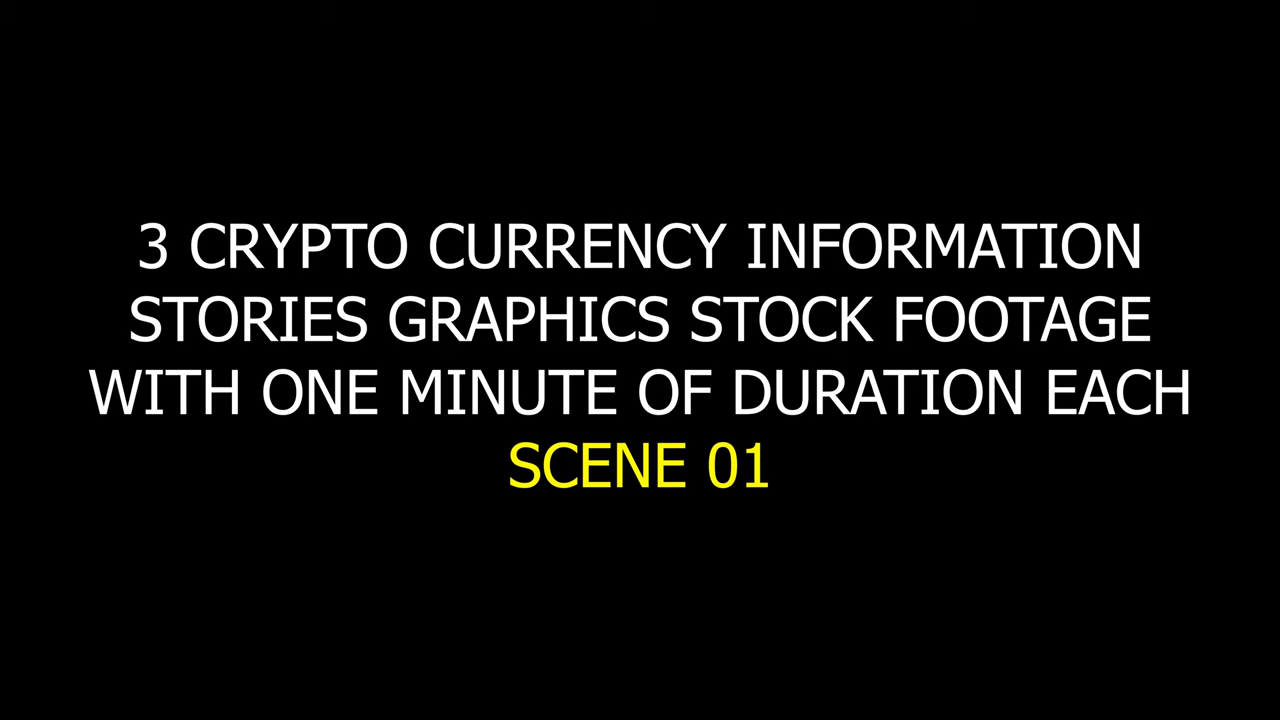 3 CRYPTO CURRENCY INFORMATION
STORIES GRAPHICS STOCK FOOTAGE
WITH ONE MINUTE OF DURATION EACH
SCENE 01